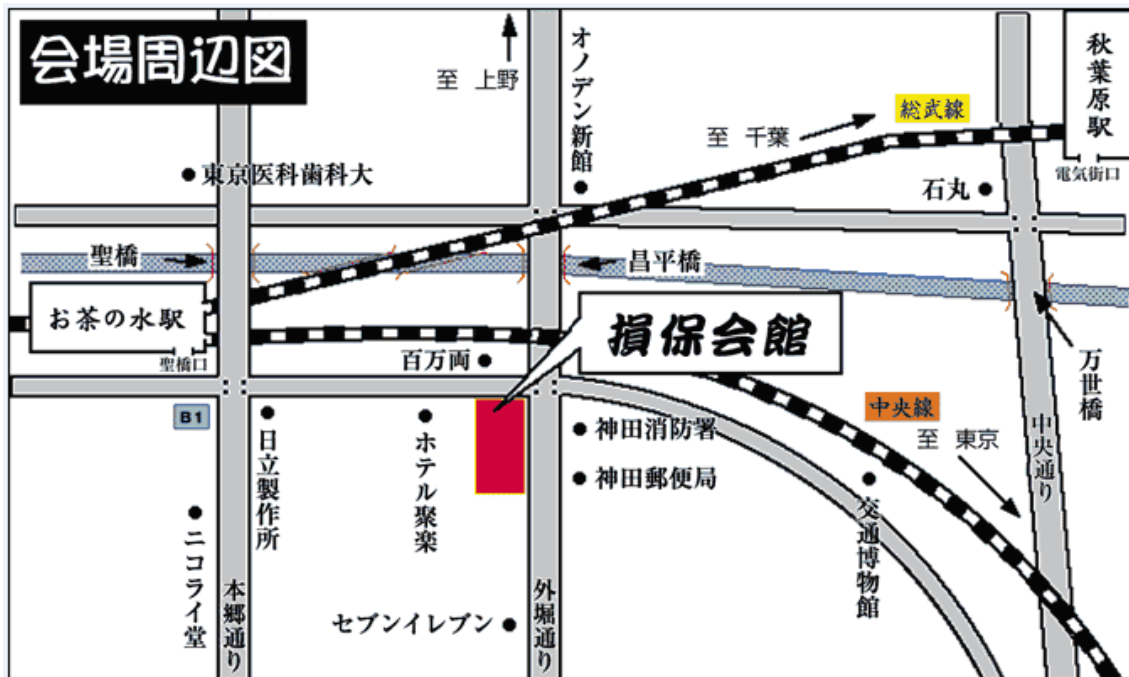 会場周辺図
至 上野
オノデン新館
至 千葉
総武線
秋葉原駅
電気街口
東京医科歯科大
石丸
聖橋
昌平橋
お茶の水駅
聖橋口
百万両
損保会館
万世橋
B1
日立製作所
ホテル聚楽
神田消防署
神田郵便局
中央線
至 東京
中央通り
交通博物館
ニコライ堂
本郷通り
セブンイレブン
外堀通り